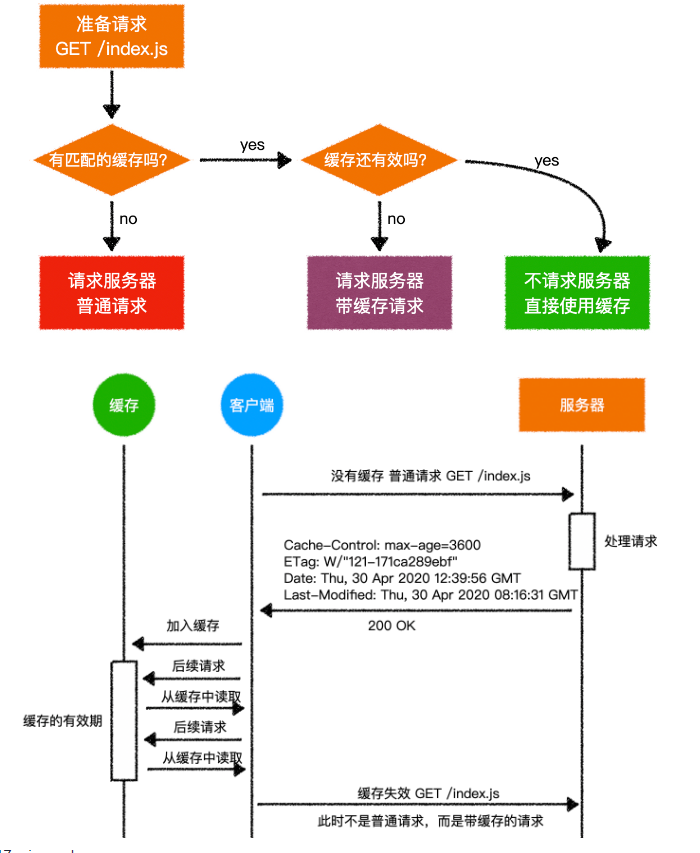 准备请求
GET /index.js
有匹配的缓存吗？
yes
缓存还有效吗？
yes
no
no
请求服务器
普通请求
请求服务器
带缓存请求
不请求服务器
直接使用缓存
缓存
客户端
服务器
没有缓存 普通请求 GET /index.js
处理请求
Cache-Control: max-age=3600
ETag: W/"121-171ca289ebf"
Date: Thu, 30 Apr 2020 12:39:56 GMT
Last-Modified: Thu, 30 Apr 2020 08:16:31 GMT
200 OK
加入缓存
后续请求
从缓存中读取
缓存的有效期
后续请求
从缓存中读取
缓存失效 GET /index.js
此时不是普通请求，而是带缓存的请求